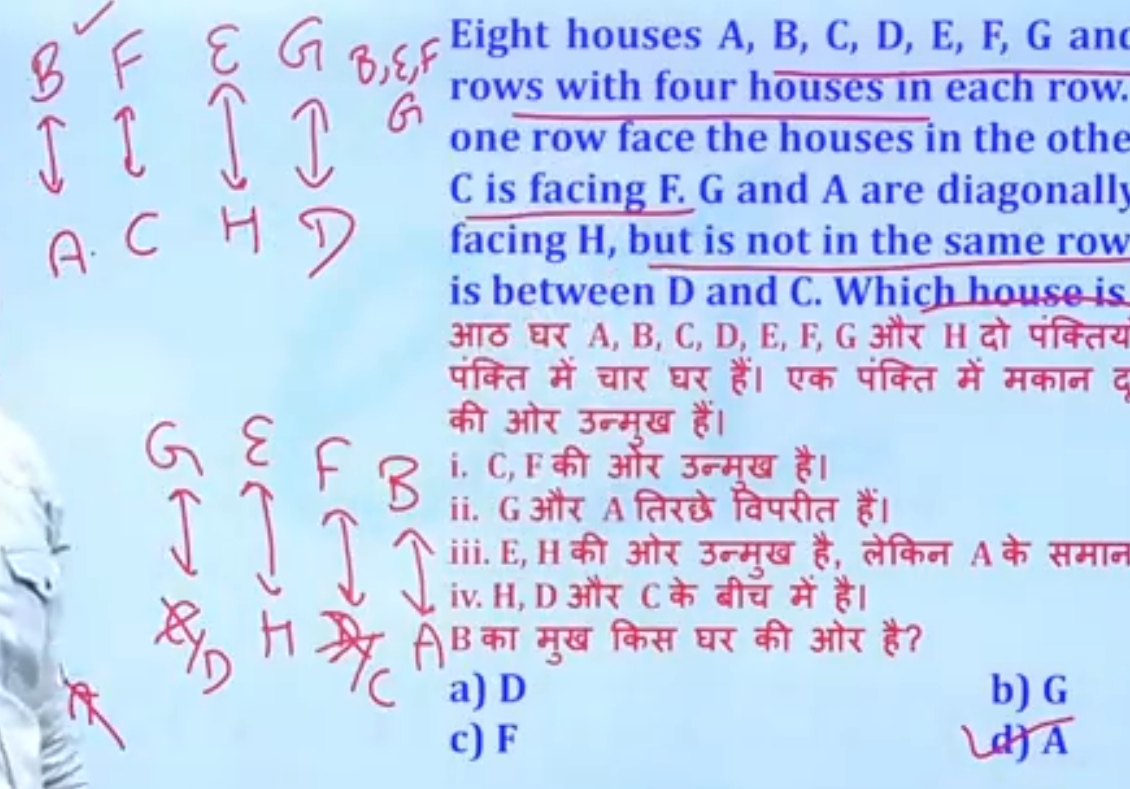 B F E G B,E,F
G
A. C H D
G E F B
D H C A
Eight houses A, B, C, D, E, F, G and
rows with four houses in each row.
one row face the houses in the othe
C is facing F. G and A are diagonally
facing H, but is not in the same row
is between D and C. Which house is
आठ घर A, B, C, D, E, F, G और H दो पंक्तिय
पंक्ति में चार घर हैं। एक पंक्ति में मकान दू
की ओर उन्मुख हैं।
i. C, F की ओर उन्मुख है।
ii. G और A तिरछे विपरीत हैं।
iii. E, H की ओर उन्मुख है, लेकिन A के समान
iv. H, D और C के बीच में है।
B का मुख किस घर की ओर है?
a) D b) G
c) F d) A